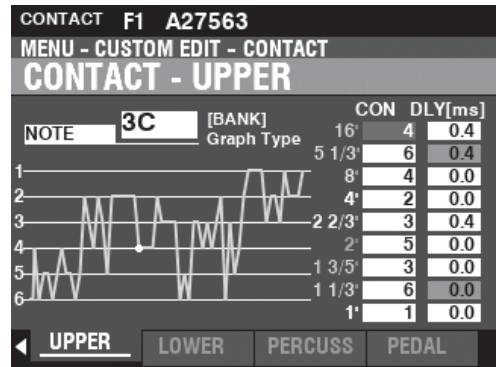 CONTACT F1 A27563
MENU - CUSTOM EDIT - CONTACT
CONTACT - UPPER
CON DLY[ms]
NOTE 3C [BANK]
Graph Type
16' 4 0.4
5 1/3' 6 0.4
1 8' 4 0.0
2 4' 2 0.0
3 2 2/3' 3 0.4
4 2' 5 0.0
5 1 3/5' 3 0.0
6 1 1/3' 6 0.0
1' 1 0.0
UPPER LOWER PERCUSS PEDAL